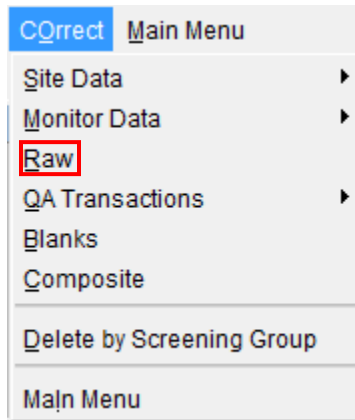 COrrect Main Menu
Site Data
Monitor Data
Raw
QA Transactions
Blanks
Composite
Delete by Screening Group
MaIn Menu